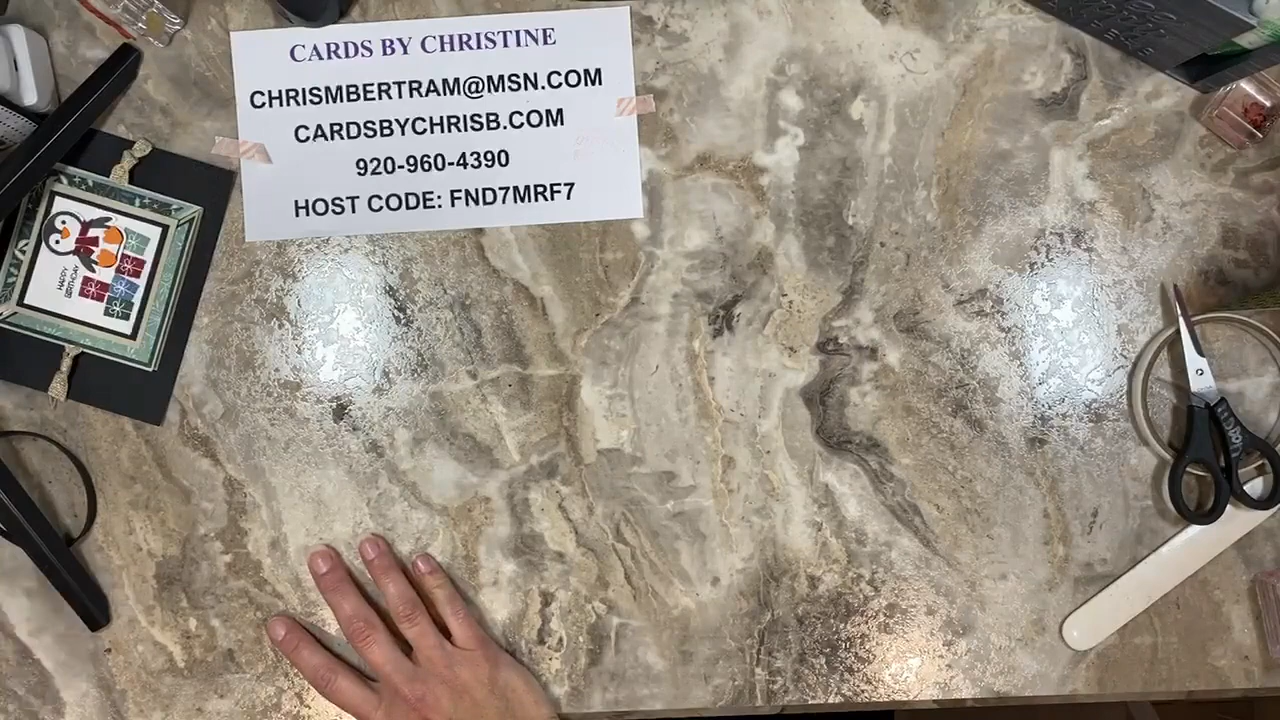 CARDS BY CHRISTINE
CHRISMBERTRAM@MSN.COM
CARDSBYCHRISB.COM
920-960-4390
HOST CODE: FND7MRF7
HAPPY
BIRTHDAY